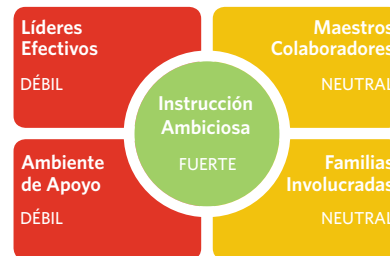 Líderes
Efectivos
DÉBIL
Maestros
Colaboradores
NEUTRAL
Instrucción
Ambiciosa
FUERTE
Ambiente
de Apoyo
DÉBIL
Familias
Involucradas
NEUTRAL